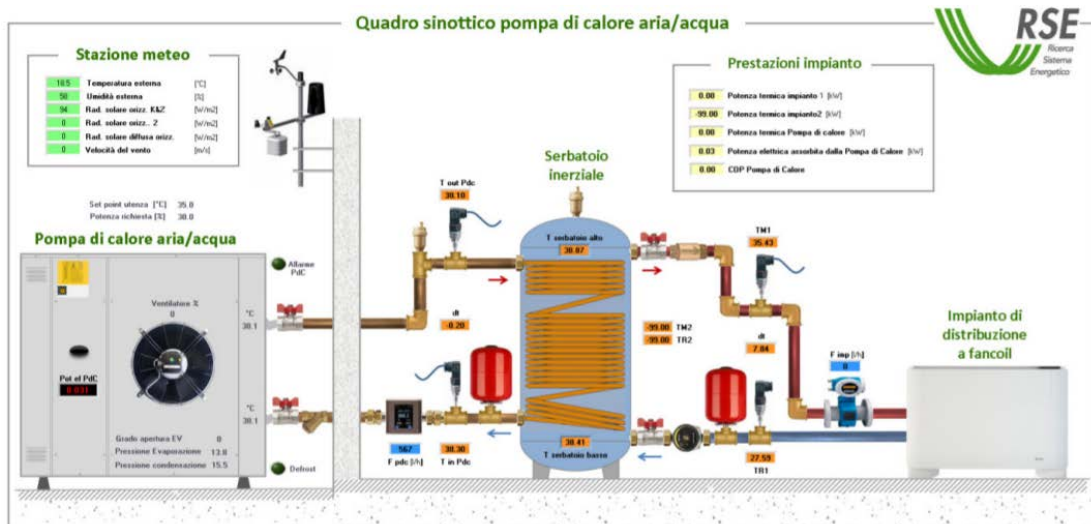 Quadro sinottico pompa di calore aria/acqua
RSE
Ricerca
Sistema
Energetico
Stazione meteo
18.5 Temperatura esterna [°C]
50 Umidità esterna [%]
94 Rad. solare orizz. K&Z [W/m2]
0 Rad. solare orizz.. 2 [W/m2]
0 Rad. solare diffusa orizz. [W/m2]
0 Velocità del vento [m/s]
Prestazioni impianto
0.00 Potenza termica impianto 1 [kW]
-99.00 Potenza termica impianto2 [kW]
0.00 Potenza termica Pompa di calore [kW]
0.03 Potenza elettrica assorbita dalla Pompa di Calore [kW]
0.00 COP Pompa di Calore
Set point utenza [°C] 35.0
Potenza richiesta [%] 30.0
Pompa di calore aria/acqua
Allarme
PdC
Ventilatore %
0
°C
38.1
Pot el PdC
0.031
°C
38.1
Grado apertura EV 0
Pressione Evaporazione 13.8
Pressione condensazione 15.5
Defrost
T out Pdc
38.10
dt
-0.20
567
F pdc [l/h]
38.30
T in Pdc
Serbatoio
inerziale
T serbatoio alto
38.87
-99.00 TM2
-99.00 TR2
38.41
T serbatoio basso
TM1
35.43
dt
7.84
F imp [l/h]
0
27.59
TR1
Impianto di
distribuzione
a fancoil